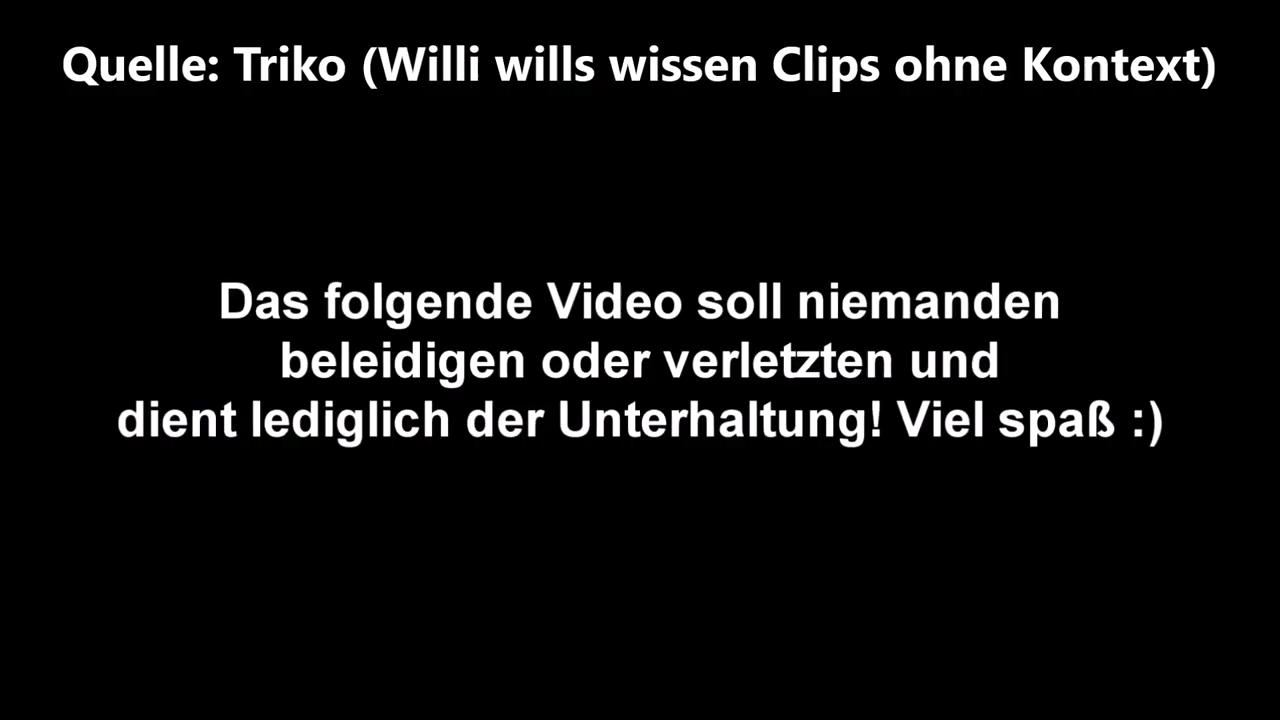 Quelle: Triko (Willi wills wissen Clips ohne Kontext)
Das folgende Video soll niemanden
beleidigen oder verletzten und
dient lediglich der Unterhaltung! Viel spaß :)